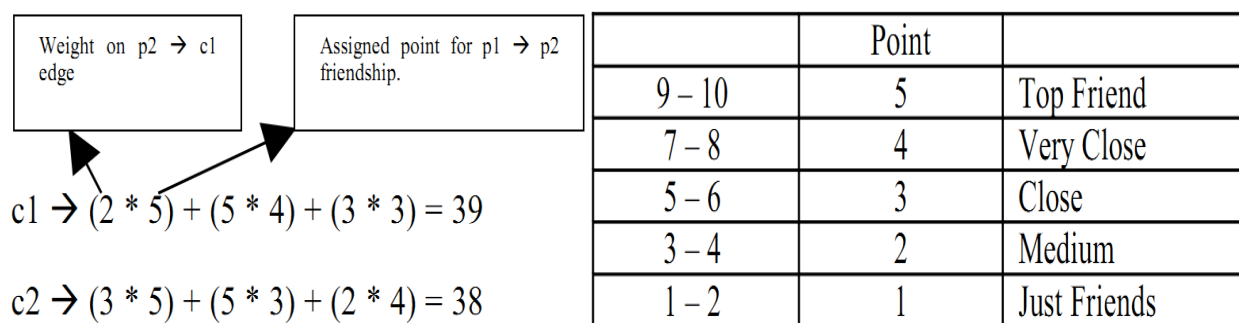 Weight on p2 → c1
edge
Assigned point for p1 → p2
friendship.
c1 → (2 * 5) + (5 * 4) + (3 * 3) = 39
c2 → (3 * 5) + (5 * 3) + (2 * 4) = 38
Point
9 – 10 5 Top Friend
7 – 8 4 Very Close
5 – 6 3 Close
3 – 4 2 Medium
1 – 2 1 Just Friends